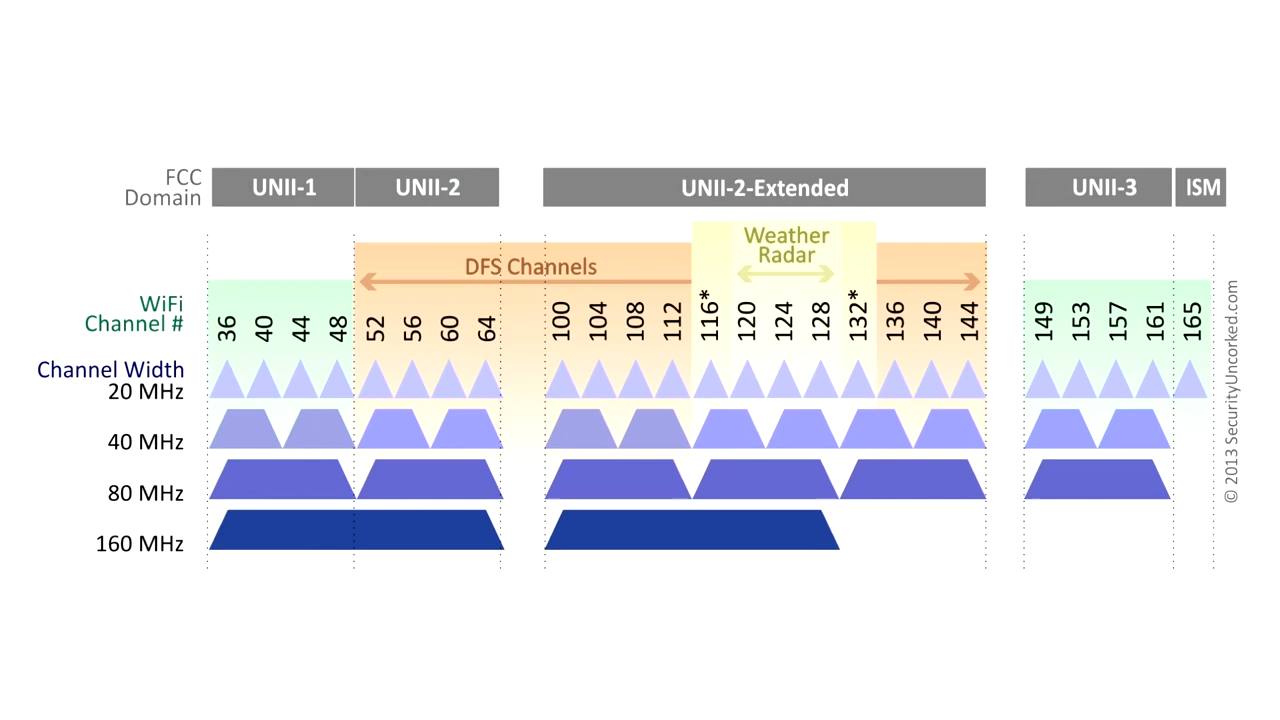 FCC
Domain
UNII-1
UNII-2
UNII-2-Extended
UNII-3
ISM
Weather
Radar
DFS Channels
WiFi
Channel #
36
40
44
48
52
56
60
64
100
104
108
112
116*
120
124
128
132*
136
140
144
149
153
157
161
165
Channel Width
20 MHz
40 MHz
80 MHz
160 MHz
© 2013 SecurityUncorked.com